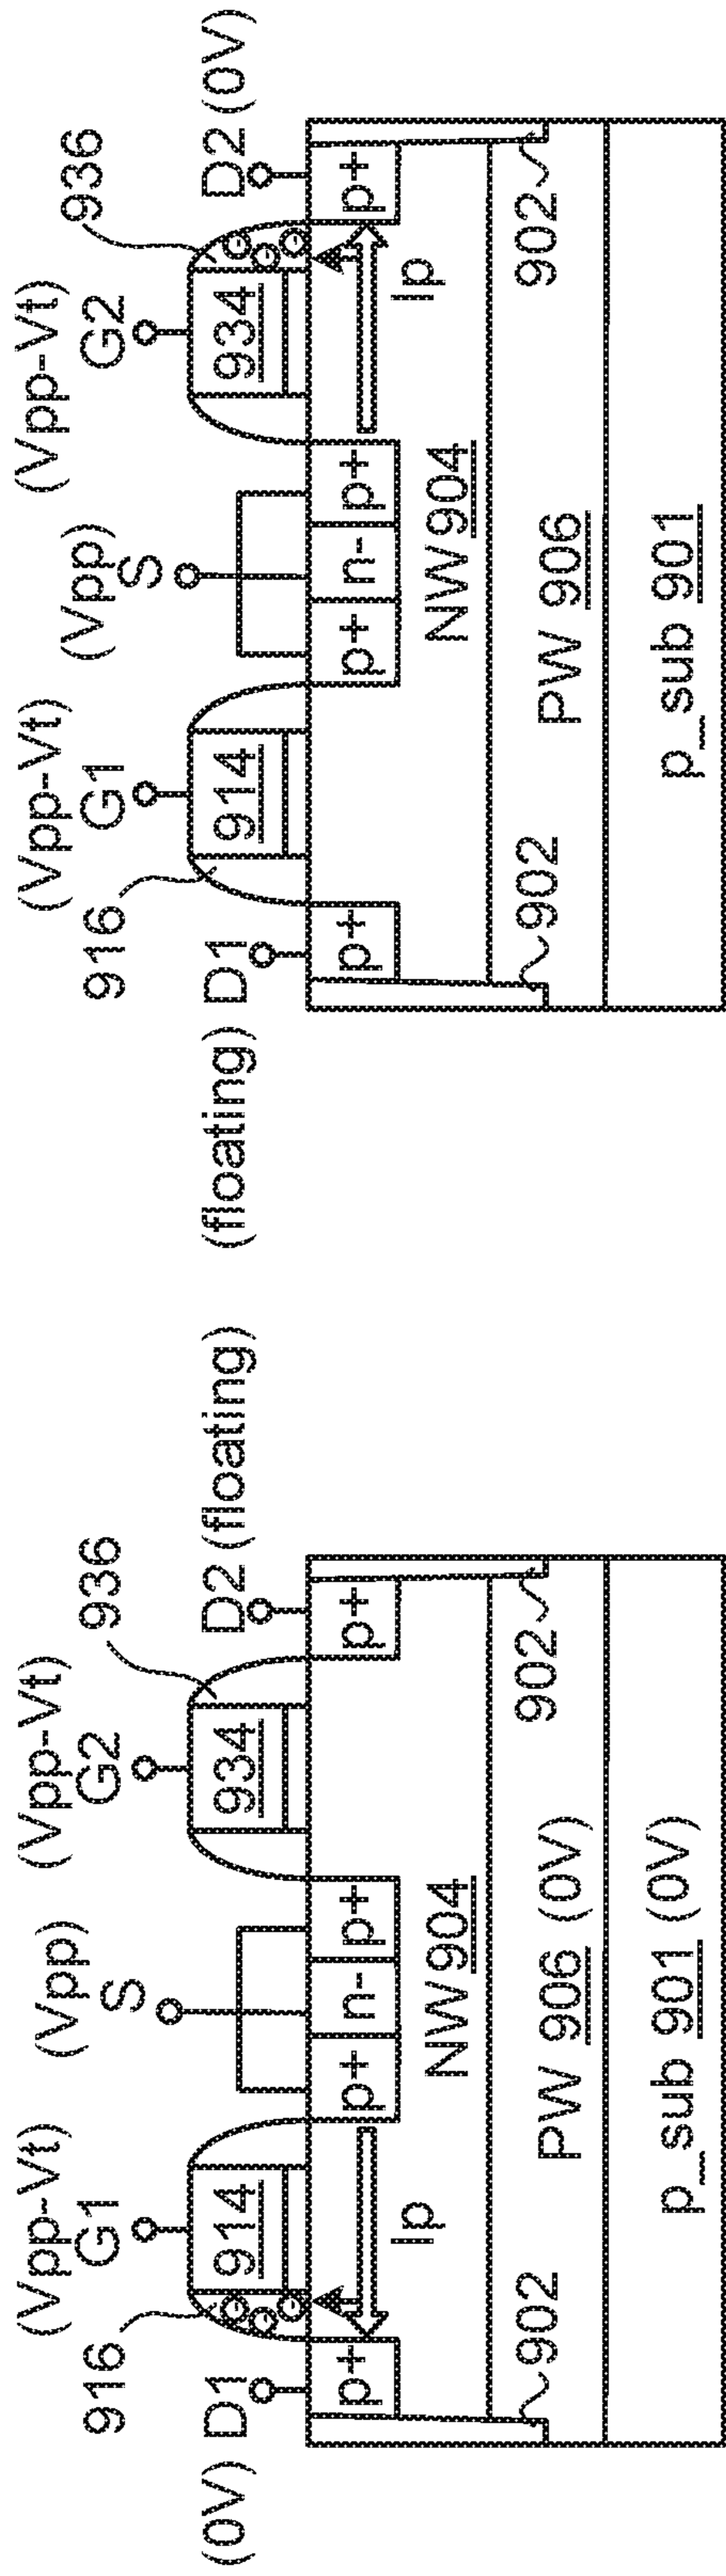 (Vpp-Vt) (Vpp) (Vpp-Vt)
916 G1 S G2 936
(0V) D1 D2 (floating)
914 934
p+ p+ n- p+ p+
Ip
NW 904
902 902
PW 906 (0V)
p_sub 901 (0V)
(Vpp-Vt) (Vpp) (Vpp-Vt)
916 G1 S G2 936
(floating) D1 D2 (0V)
914 934
p+ p+ n- p+ p+
Ip
NW 904
902 902
PW 906
p_sub 901